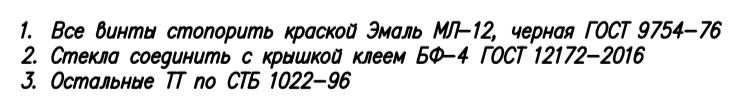 1. Все винты стопорить краской Эмаль МЛ-12, черная ГОСТ 9754-76
2. Стекла соединить с крышкой клеем БФ-4 ГОСТ 12172-2016
3. Остальные ТТ по СТБ 1022-96